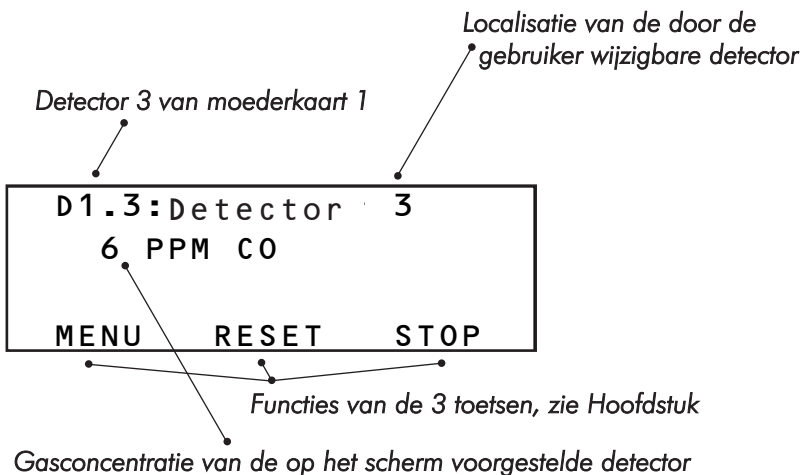 Localisatie van de door de
gebruiker wijzigbare detector
Detector 3 van moederkaart 1
D1.3:Detector 3
6 PPM CO
MENU RESET STOP
Functies van de 3 toetsen, zie Hoofdstuk
Gasconcentratie van de op het scherm voorgestelde detector